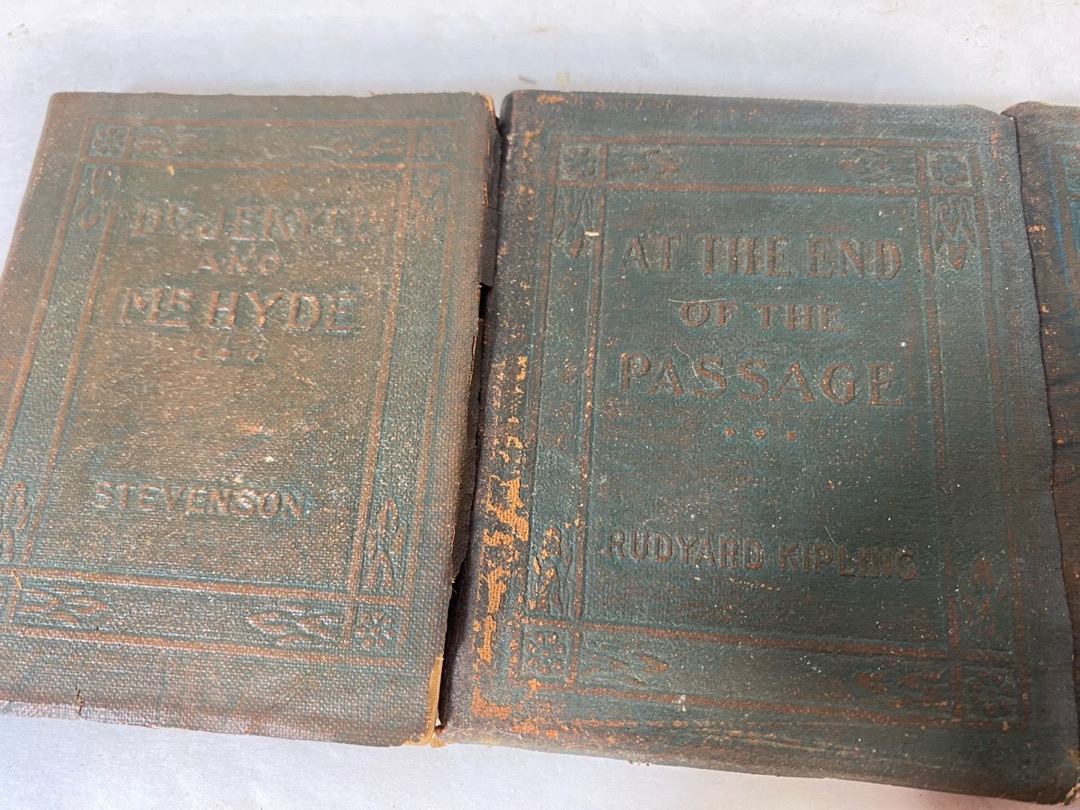 DR. JEKYLL
AND
MR HYDE
STEVENSON
AT THE END
OF THE
PASSAGE
RUDYARD KIPLING